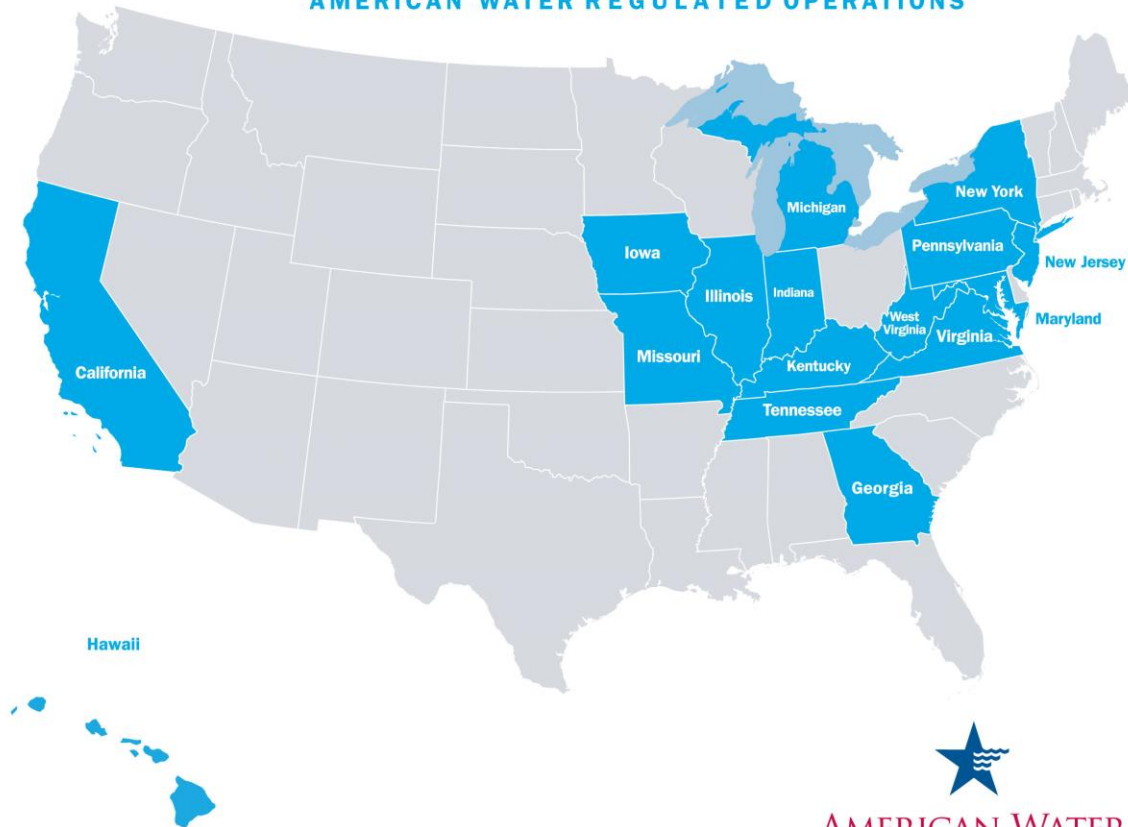 AMERICAN WATER REGULATED OPERATIONS
New York
Michigan
Pennsylvania
Iowa
New Jersey
Illinois
Indiana
West
Virginia
Maryland
Virginia
Missouri
Kentucky
California
Tennessee
Georgia
Hawaii
AMERICAN WATER